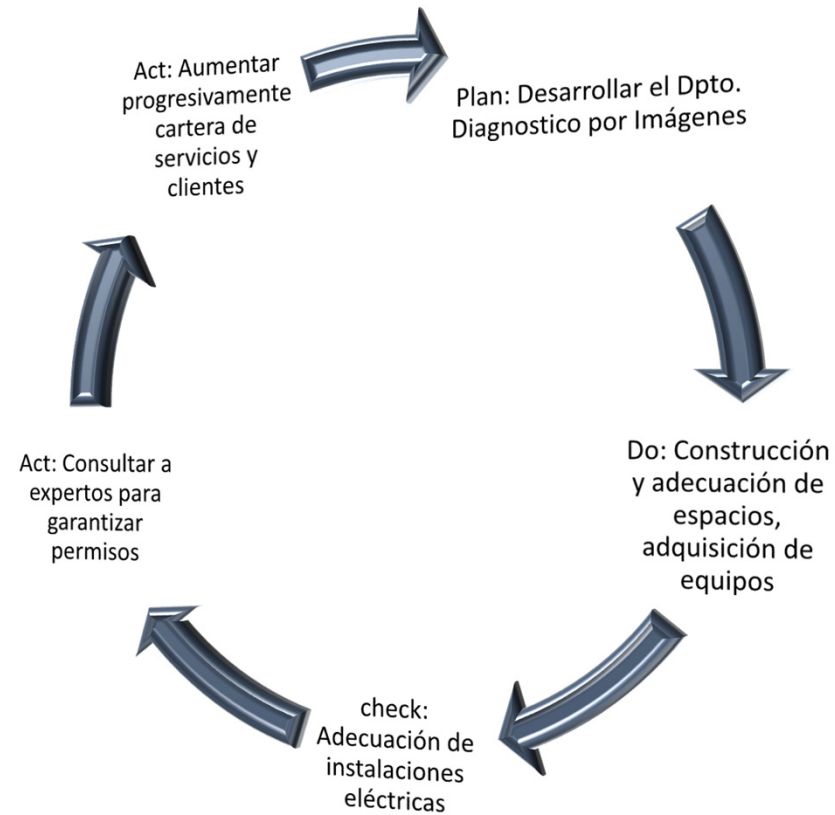 Plan: Desarrollar el Dpto.
Diagnostico por Imágenes
Do: Construcción
y adecuación de
espacios,
adquisición de
equipos
check:
Adecuación de
instalaciones
eléctricas
Act: Consultar a
expertos para
garantizar
permisos
Act: Aumentar
progresivamente
cartera de
servicios y
clientes